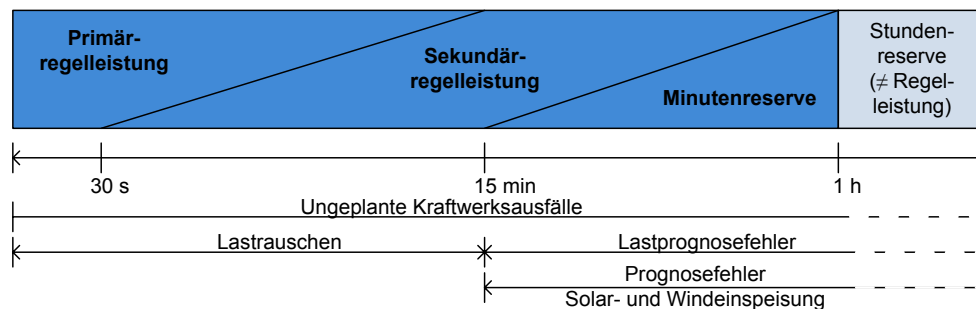 Primär-
regelleistung
Sekundär-
regelleistung
Minutenreserve
Stunden-
reserve
(≠ Regel-
leistung)
30 s
15 min
1 h
Ungeplante Kraftwerksausfälle
Lastrauschen
Lastprognosefehler
Prognosefehler
Solar- und Windeinspeisung